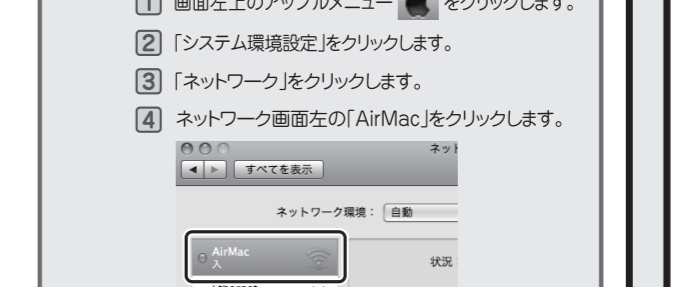 1 画面左上のアップルメニュー をクリックします。
2 「システム環境設定」をクリックします。
3 「ネットワーク」をクリックします。
4 ネットワーク画面左の「AirMac」をクリックします。
ネット
すべてを表示
ネットワーク環境： 自動
AirMac
入
状況：